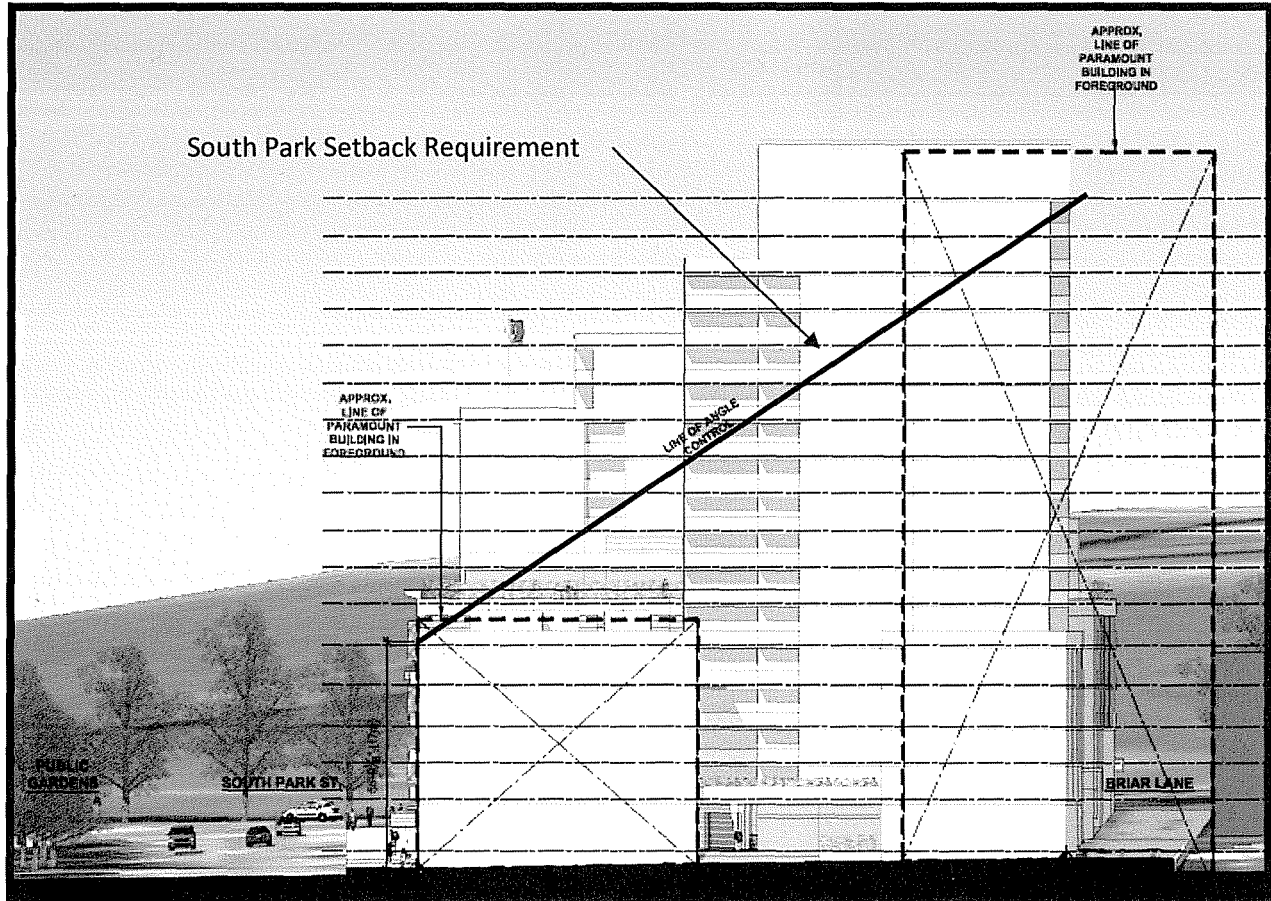 APPROX,
LINE OF
PARAMOUNT
BUILDING IN
FOREGROUND
South Park Setback Requirement
APPROX,
LINE OF
PARAMOUNT
BUILDING IN
FOREGROUND
LINE OF ANGLE
CONTROL
PUBLIC
GARDENS
SOUTH PARK ST.
BRIAR LANE